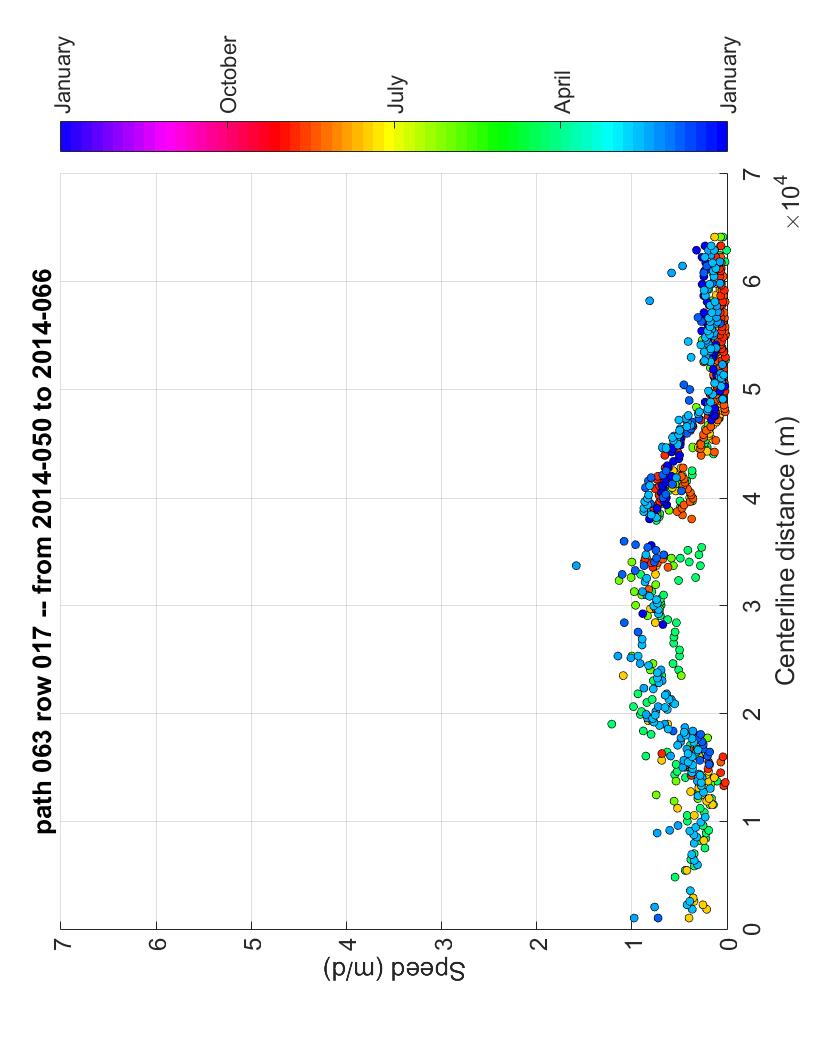 path 063 row 017 -- from 2014-050 to 2014-066
7
6
5
4
3
2
1
0
Speed (m/d)
0
1
2
3
4
5
6
7
×10^4
Centerline distance (m)
January
October
July
April
January